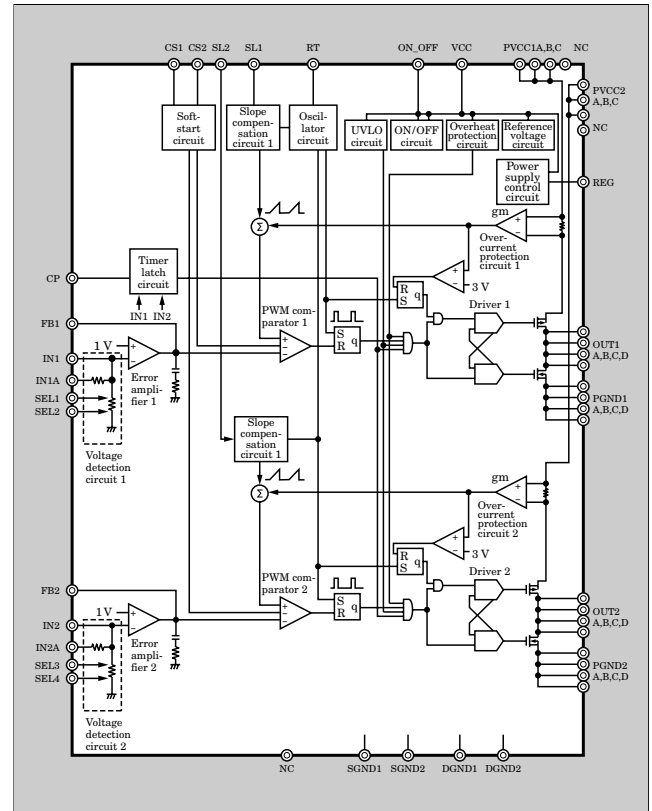 CS1 CS2 SL2 SL1 RT ON_OFF VCC PVCC1A,B,C NC
PVCC2
A,B,C
NC
Soft-
start
circuit
Slope
compen-
sation
circuit 1
Oscil-
lator
circuit
UVLO
circuit
ON/OFF
circuit
Overheat
protection
circuit
Reference
voltage
circuit
Power
supply
control
circuit
REG
gm
+
−
Over-
current
protection
circuit 1
Σ
+
−
3 V
CP
Timer
latch
circuit
IN1 IN2
R
S
q
Driver 1
FB1
PWM com-
parator 1
S
R
q
+
−
−
OUT1
A,B,C,D
1 V
+
−
IN1
IN1A
SEL1
SEL2
Error
ampli-
fier 1
PGND1
A,B,C,D
Voltage
detection
circuit 1
Slope
compen-
sation
circuit 1
gm
+
−
Over-
current
protection
circuit 2
Σ
+
−
3 V
R
S
q
Driver 2
FB2
PWM com-
parator 2
S
R
q
+
−
−
OUT2
A,B,C,D
1 V
+
−
IN2
IN2A
SEL3
SEL4
Error
ampli-
fier 2
PGND2
A,B,C,D
Voltage
detection
circuit 2
NC SGND1 SGND2 DGND1 DGND2